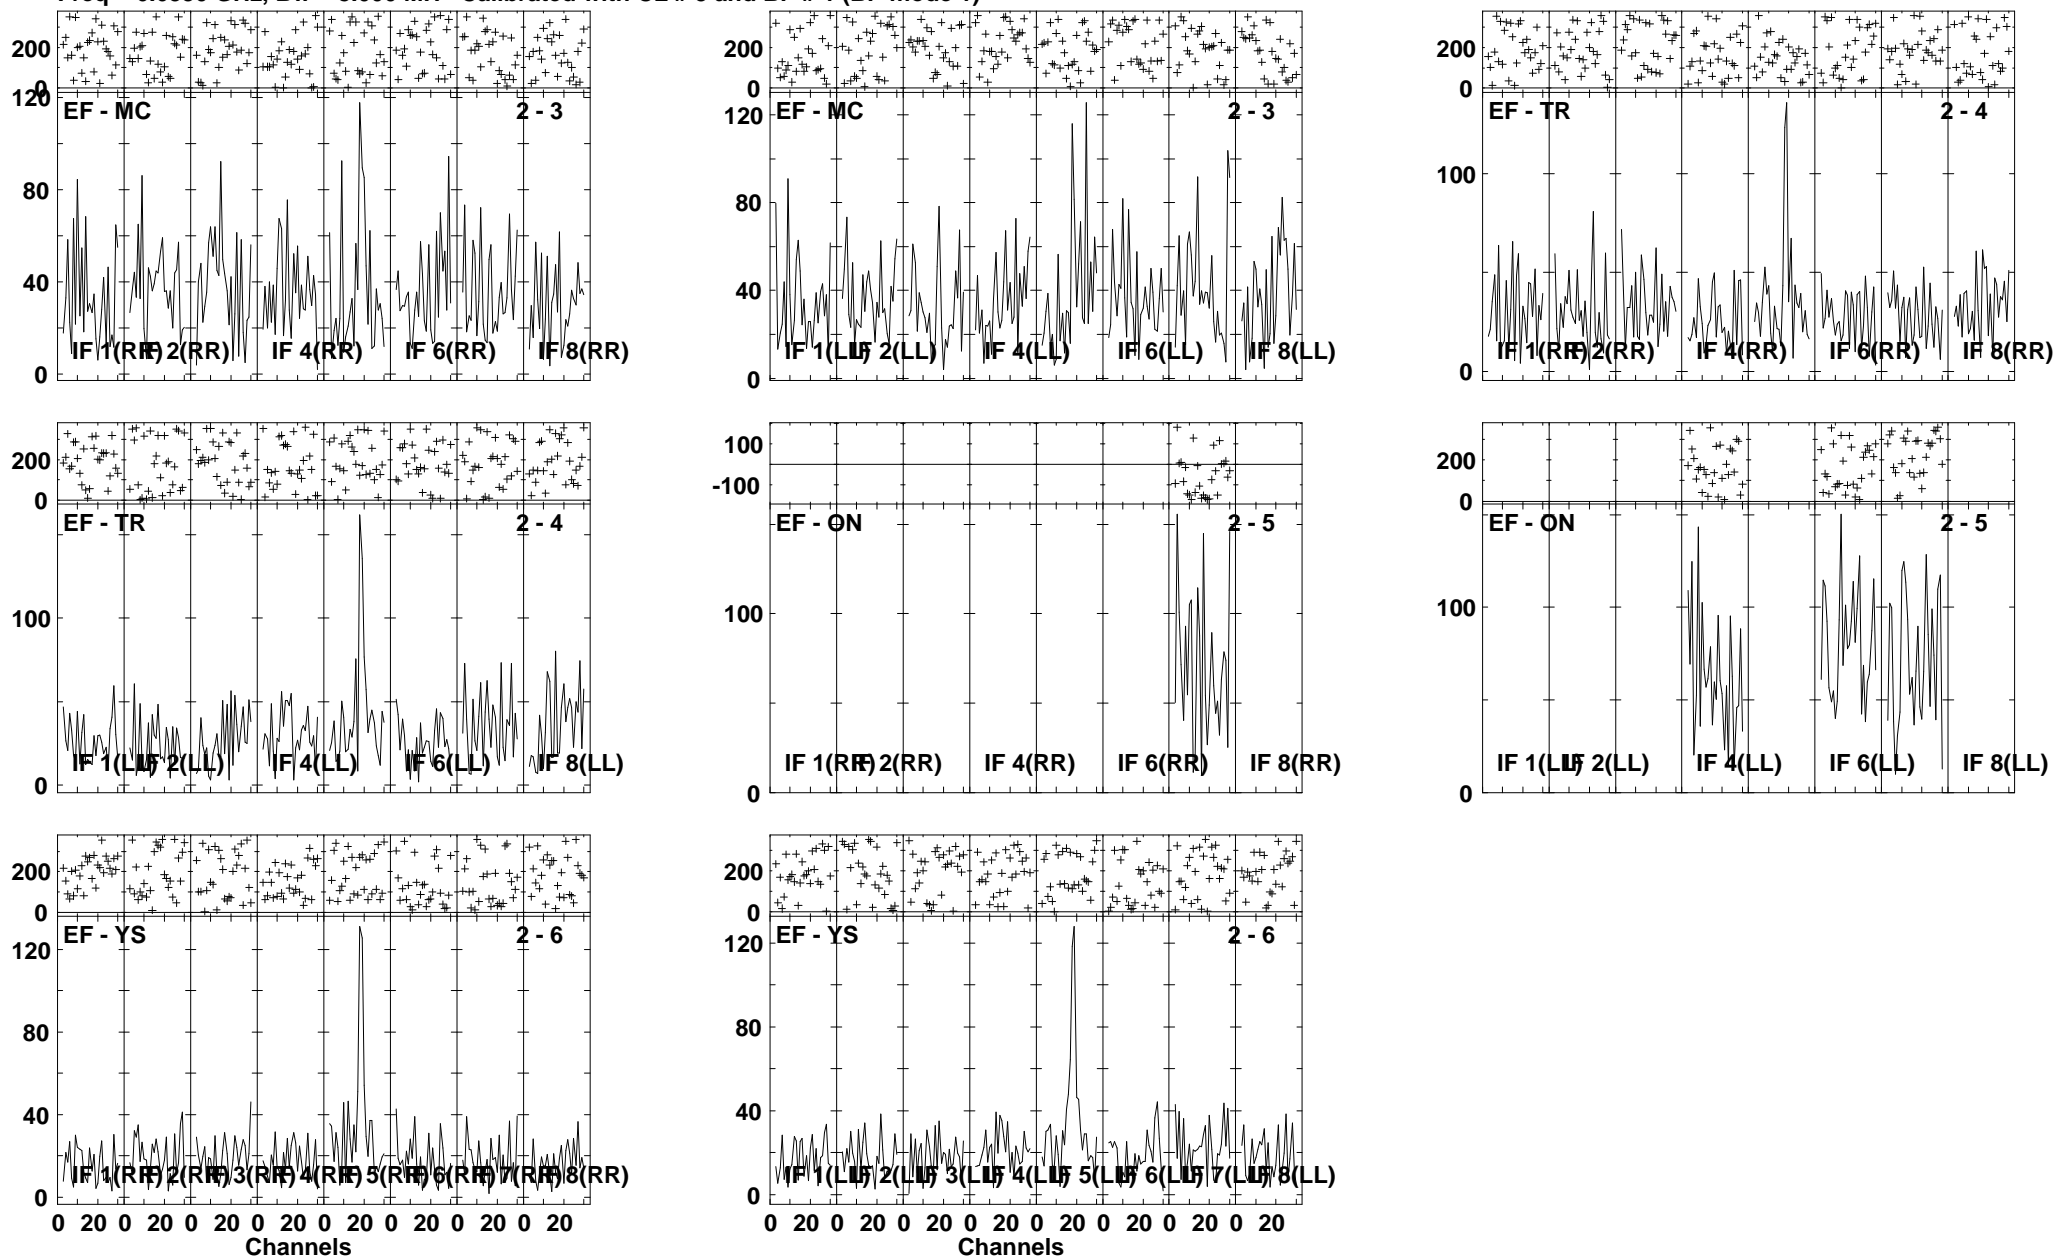 200
0
120
80
40
0
EF - MC
2 - 3
IF 1(RR)
IF 2(RR)
IF 4(RR)
IF 6(RR)
IF 8(RR)
200
0
120
80
40
0
EF - MC
2 - 3
IF 1(LL)
IF 2(LL)
IF 4(LL)
IF 6(LL)
IF 8(LL)
200
0
100
0
EF - TR
2 - 4
IF 1(RR)
IF 2(RR)
IF 4(RR)
IF 6(RR)
IF 8(RR)
200
0
100
0
EF - TR
2 - 4
IF 1(LL)
IF 2(LL)
IF 4(LL)
IF 6(LL)
IF 8(LL)
100
-100
100
0
EF - ON
2 - 5
IF 1(RR)
IF 2(RR)
IF 4(RR)
IF 6(RR)
IF 8(RR)
200
0
100
0
EF - ON
2 - 5
IF 1(LL)
IF 2(LL)
IF 4(LL)
IF 6(LL)
IF 8(LL)
200
0
120
80
40
0
EF - YS
2 - 6
IF 1(RR)
IF 2(RR)
IF 3(RR)
IF 4(RR)
IF 5(RR)
IF 6(RR)
IF 7(RR)
IF 8(RR)
0 20 0 20 0 20 0 20 0 20 0 20 0 20 0 20
Channels
200
0
120
80
40
0
EF - YS
2 - 6
IF 1(LL)
IF 2(LL)
IF 3(LL)
IF 4(LL)
IF 5(LL)
IF 6(LL)
IF 7(LL)
IF 8(LL)
0 20 0 20 0 20 0 20 0 20 0 20 0 20 0 20
Channels